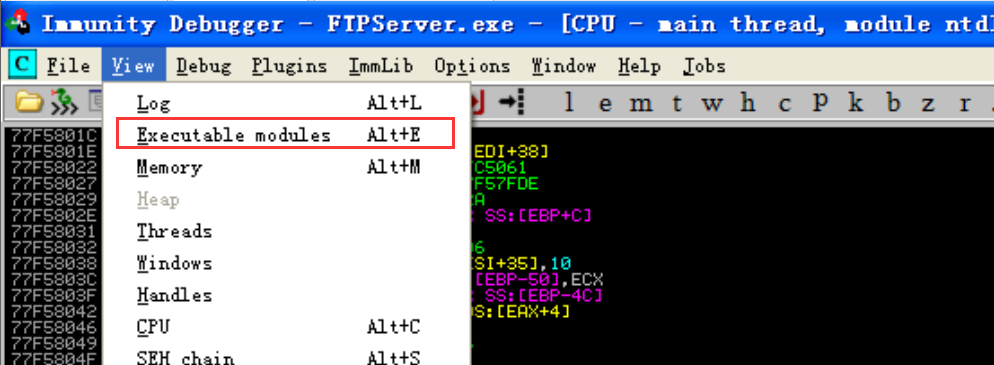 Immunity Debugger - FTPServer.exe - [CPU - main thread, module ntdl
C File View Debug Plugins ImmLib Options Window Help Jobs
l e m t w h c P k b z r
Log Alt+L
Executable modules Alt+E
Memory Alt+M
Heap
Threads
Windows
Handles
CPU Alt+C
SEH chain Alt+S
77F5801C
77F5801E EDI+38]
77F58022 C5061
77F58027 F57FDE
77F58029 A
77F5802E SS:[EBP+C]
77F58031
77F58032 06
77F58038 SI+35],10
77F5803C [EBP-50],ECX
77F5803F SS:[EBP-4C]
77F58042 S:[EAX+4]
77F58046
77F58049
77F5804F